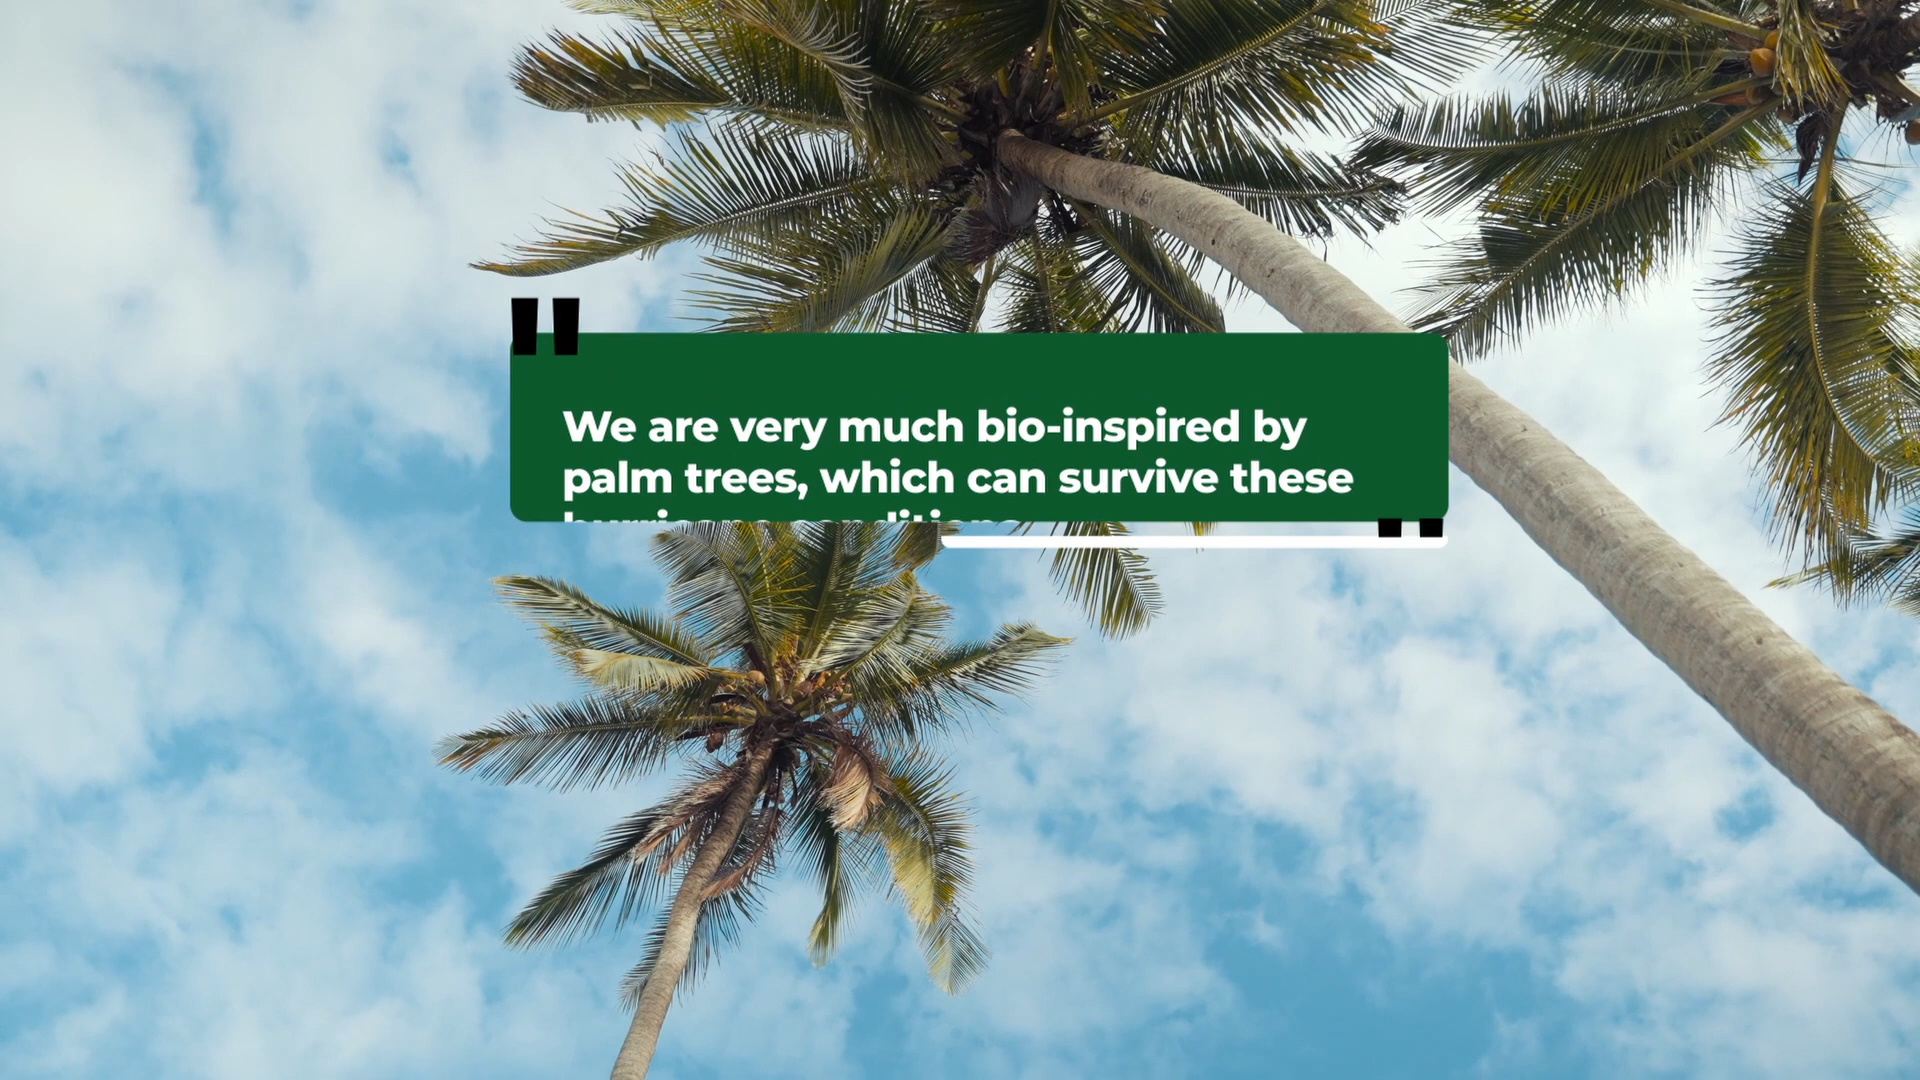 "
We are very much bio-inspired by
palm trees, which can survive these
"